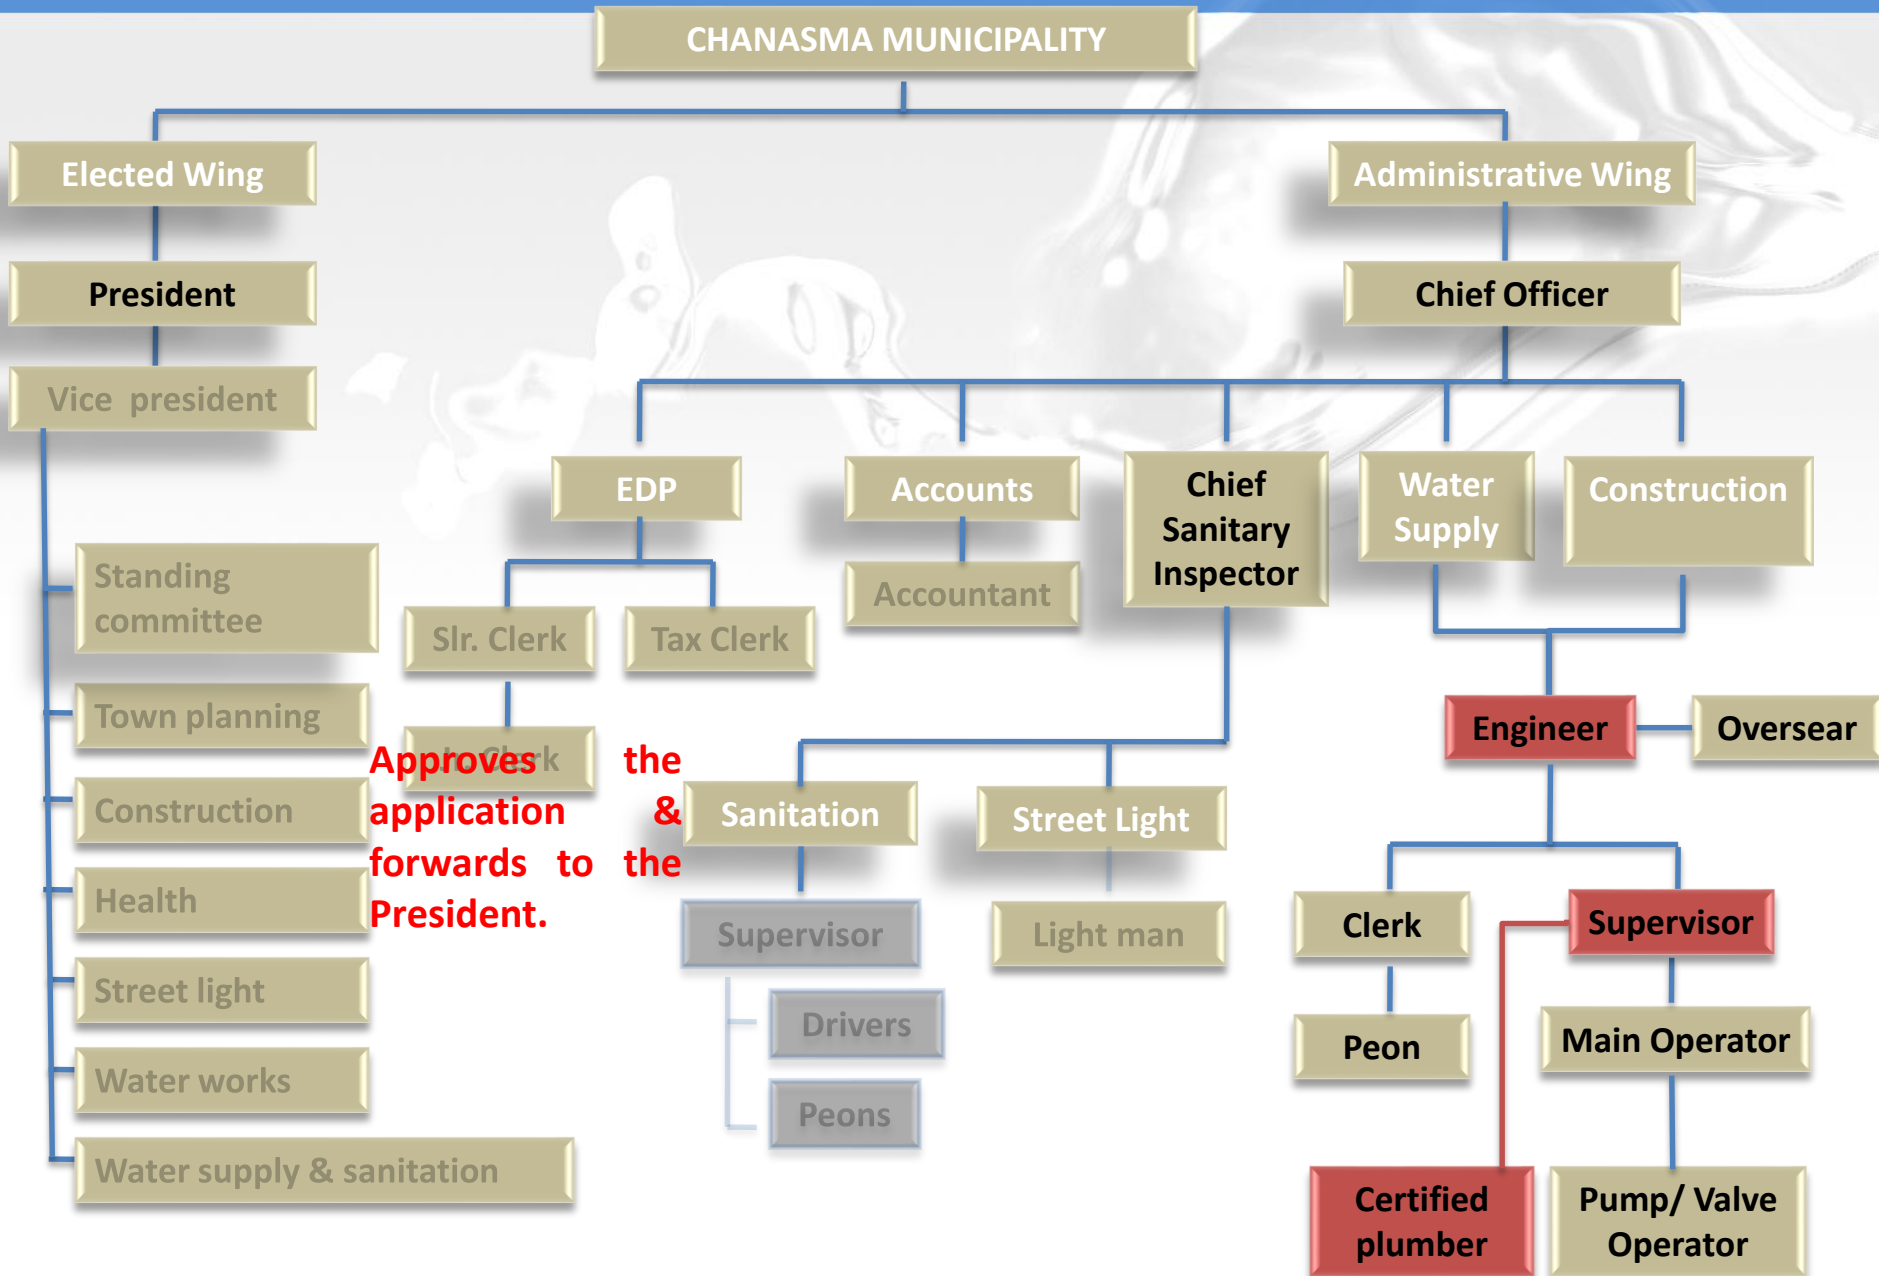 CHANASMA MUNICIPALITY
Elected Wing
Administrative Wing
President
Chief Officer
Vice president
EDP
Accounts
Chief
Sanitary
Inspector
Water
Supply
Construction
Standing
committee
Accountant
Slr. Clerk
Tax Clerk
Town planning
Engineer
Oversear
Jr. Clerk
Approves the
application &
forwards to the
President.
Construction
Sanitation
Street Light
Health
Supervisor
Light man
Clerk
Supervisor
Street light
Drivers
Peon
Main Operator
Water works
Peons
Water supply & sanitation
Certified
plumber
Pump/ Valve
Operator